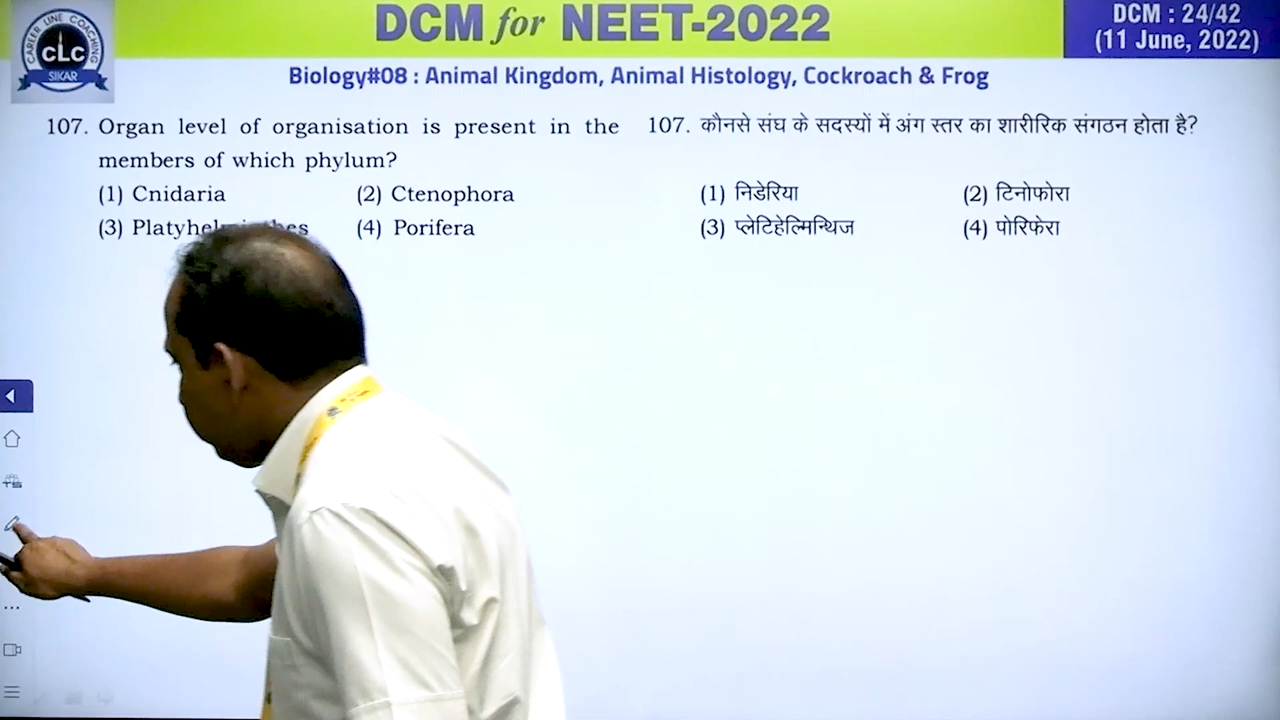 CAREER LINE COACHING
CLC
SIKAR
DCM for NEET-2022
DCM : 24/42
(11 June, 2022)
Biology#08 : Animal Kingdom, Animal Histology, Cockroach & Frog
107. Organ level of organisation is present in the
members of which phylum?
(1) Cnidaria (2) Ctenophora
(3) Platyhel hes (4) Porifera
107. कौनसे संघ के सदस्यों में अंग स्तर का शारीरिक संगठन होता है?
(1) निडेरिया (2) टिनोफोरा
(3) प्लेटिहेल्मिन्थिज (4) पोरिफेरा